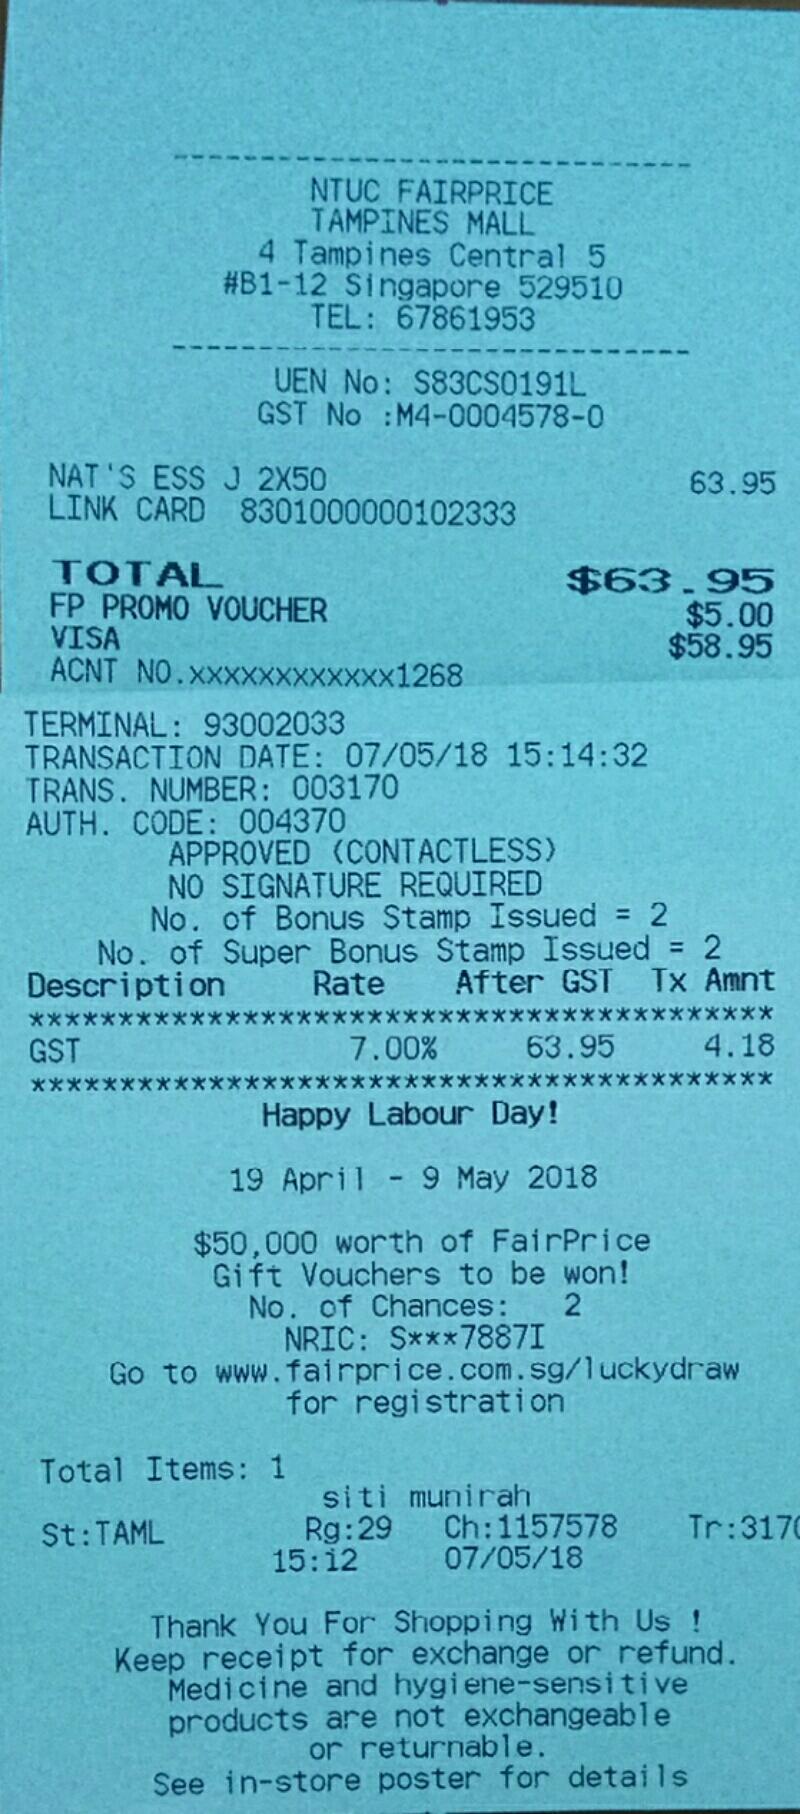 --------------------------------
NTUC FAIRPRICE
TAMPINES MALL
4 Tampines Central 5
#B1-12 Singapore 529510
TEL: 67861953
--------------------------------
UEN No: S83CS0191L
GST No :M4-0004578-0
NAT'S ESS J 2X50 63.95
LINK CARD 8301000000102333
TOTAL $63.95
FP PROMO VOUCHER $5.00
VISA $58.95
ACNT NO.xxxxxxxxxxxx1268
TERMINAL: 93002033
TRANSACTION DATE: 07/05/18 15:14:32
TRANS. NUMBER: 003170
AUTH. CODE: 004370
APPROVED (CONTACTLESS)
NO SIGNATURE REQUIRED
No. of Bonus Stamp Issued = 2
No. of Super Bonus Stamp Issued = 2
Description Rate After GST Tx Amnt
******************************************
GST 7.00% 63.95 4.18
******************************************
Happy Labour Day!
19 April - 9 May 2018
$50,000 worth of FairPrice
Gift Vouchers to be won!
No. of Chances: 2
NRIC: S***7887I
Go to www.fairprice.com.sg/luckydraw
for registration
Total Items: 1
siti munirah
St:TAML Rg:29 Ch:1157578 Tr:3170
15:12 07/05/18
Thank You For Shopping With Us !
Keep receipt for exchange or refund.
Medicine and hygiene-sensitive
products are not exchangeable
or returnable.
See in-store poster for details